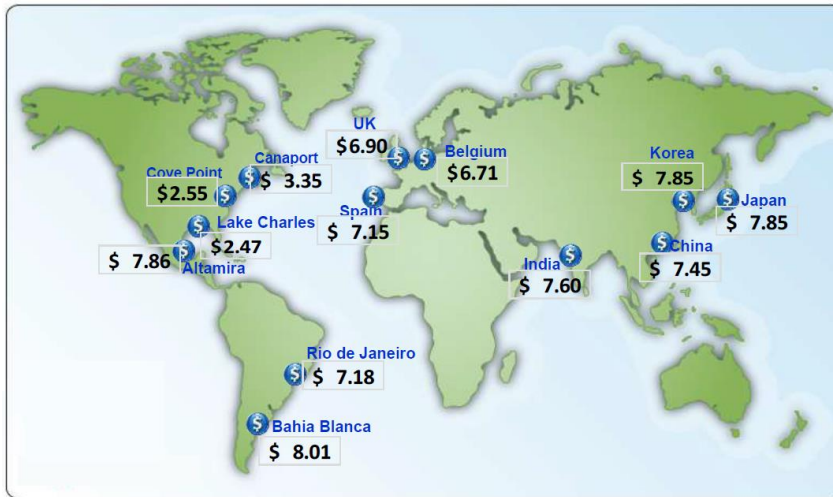 UK
$6.90
Belgium
$6.71
Korea
$ 7.85
Cove Point
$2.55
Canaport
$ 3.35
Japan
$ 7.85
Spain
$ 7.15
Lake Charles
$2.47
$ 7.86
Altamira
China
$ 7.45
India
$ 7.60
Rio de Janeiro
$ 7.18
Bahia Blanca
$ 8.01